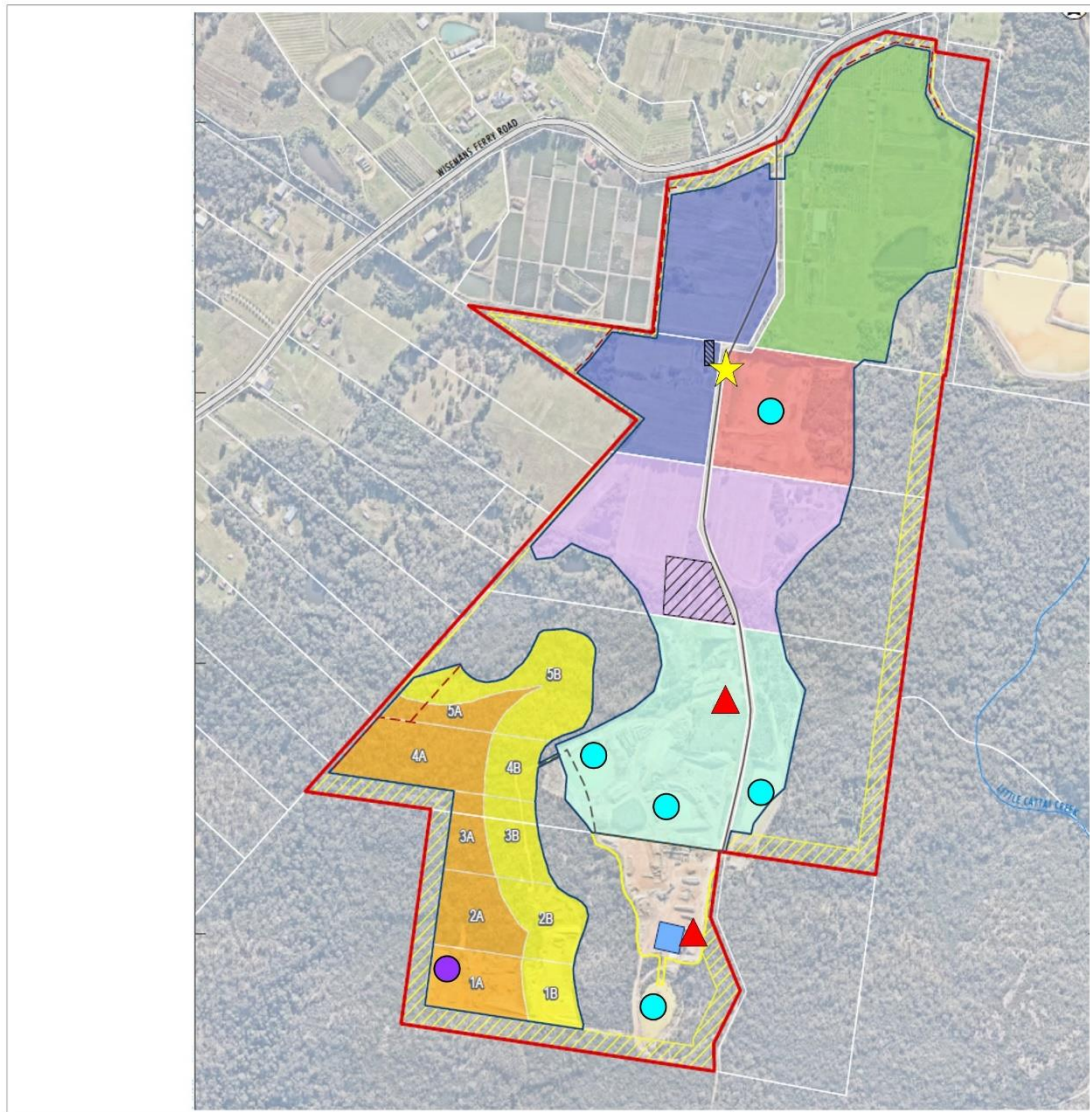 WISEMANS FERRY ROAD
5B
5A
4A
4B
3A
3B
2A
2B
1A
1B
LITTLE CATTAI CREEK